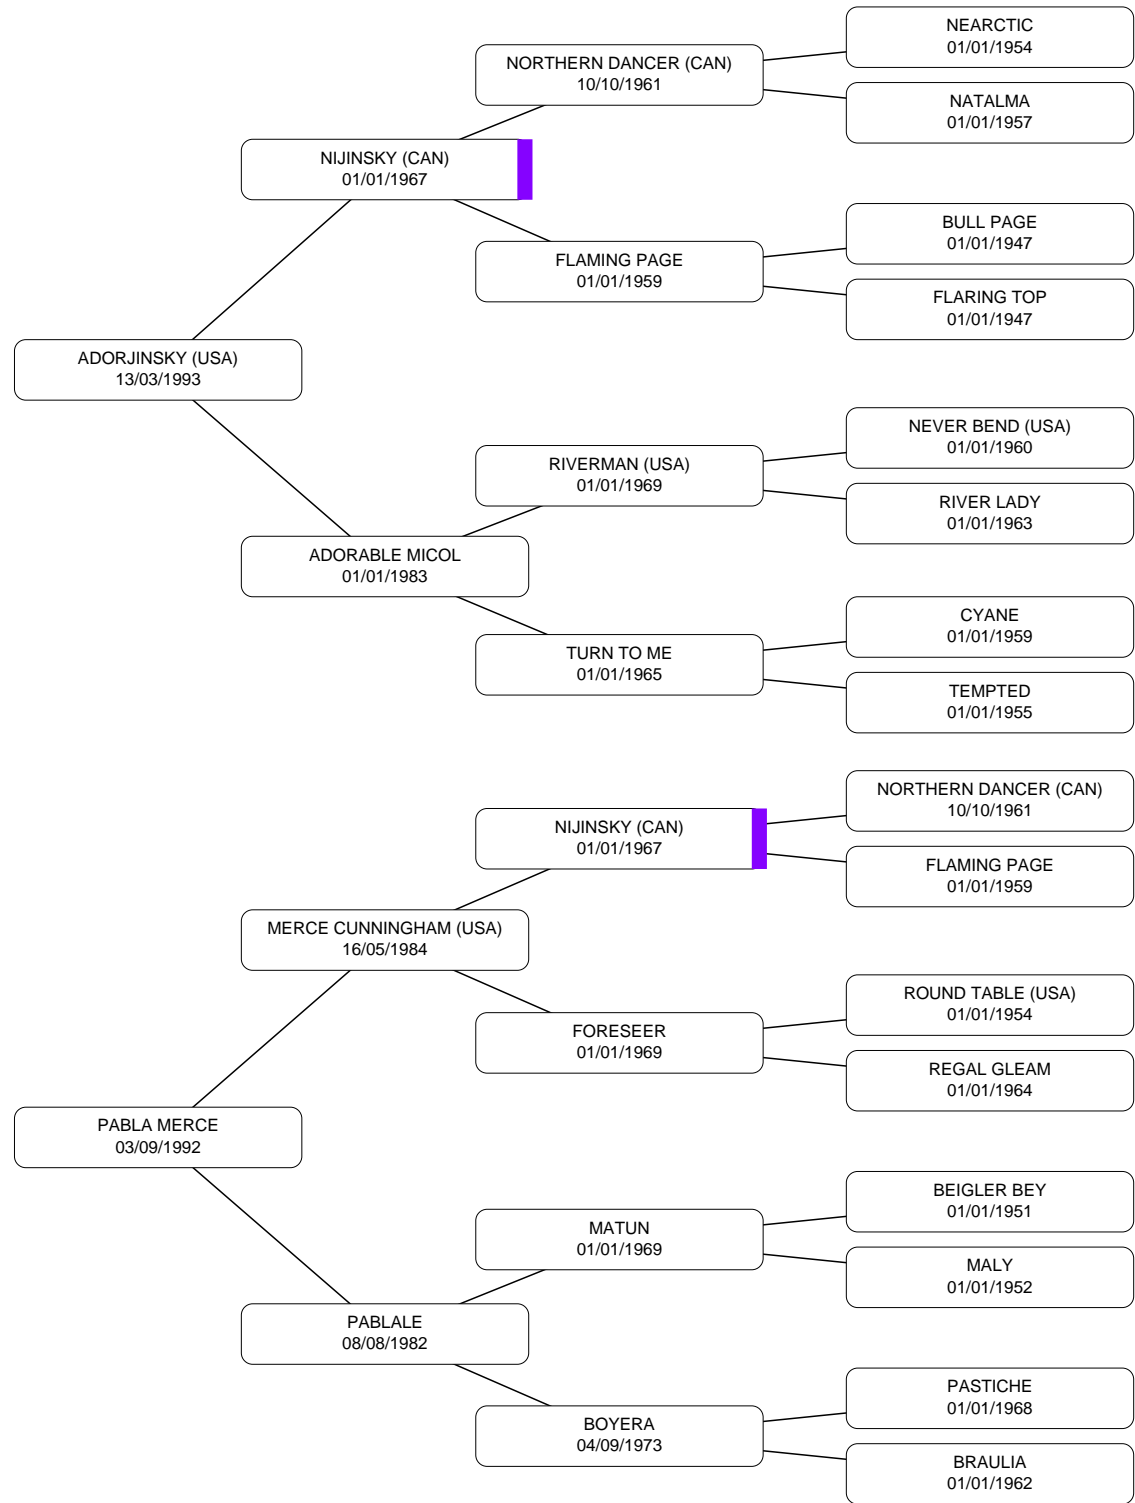 NEARCTIC
01/01/1954
NORTHERN DANCER (CAN)
10/10/1961
NATALMA
01/01/1957
NIJINSKY (CAN)
01/01/1967
BULL PAGE
01/01/1947
FLAMING PAGE
01/01/1959
FLARING TOP
01/01/1947
ADORJINSKY (USA)
13/03/1993
NEVER BEND (USA)
01/01/1960
RIVERMAN (USA)
01/01/1969
RIVER LADY
01/01/1963
ADORABLE MICOL
01/01/1983
CYANE
01/01/1959
TURN TO ME
01/01/1965
TEMPTED
01/01/1955
NORTHERN DANCER (CAN)
10/10/1961
NIJINSKY (CAN)
01/01/1967
FLAMING PAGE
01/01/1959
MERCE CUNNINGHAM (USA)
16/05/1984
ROUND TABLE (USA)
01/01/1954
FORESEER
01/01/1969
REGAL GLEAM
01/01/1964
PABLA MERCE
03/09/1992
BEIGLER BEY
01/01/1951
MATUN
01/01/1969
MALY
01/01/1952
PABLALE
08/08/1982
PASTICHE
01/01/1968
BOYERA
04/09/1973
BRAULIA
01/01/1962